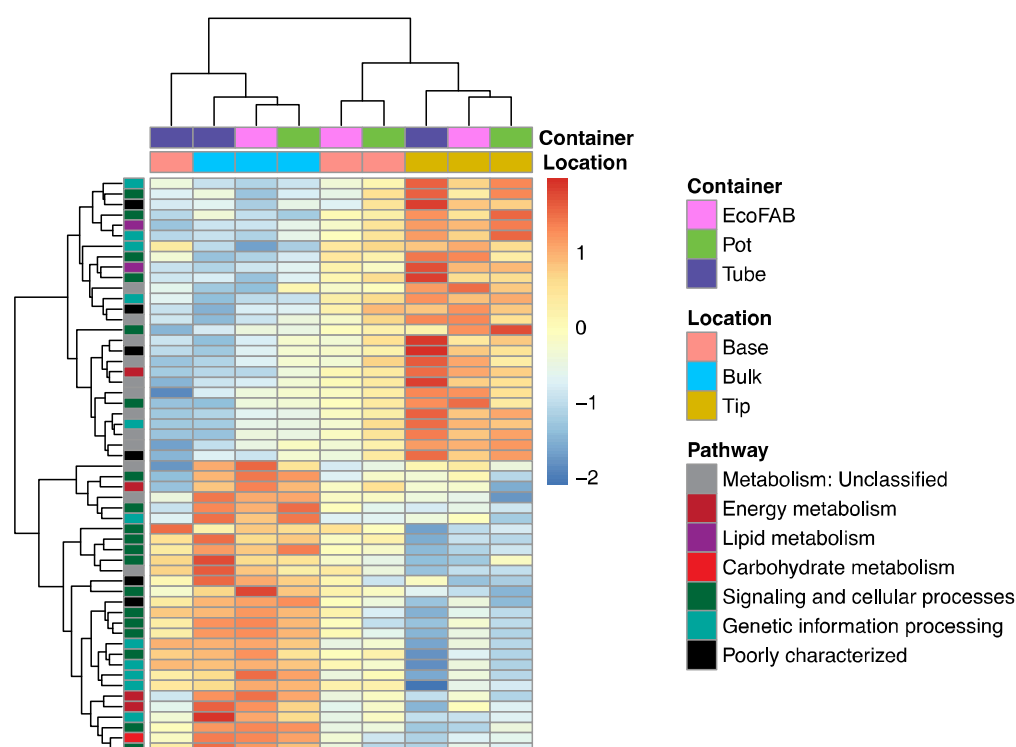 Container
Location
1
0
−1
−2
Container
EcoFAB
Pot
Tube
Location
Base
Bulk
Tip
Pathway
Metabolism: Unclassified
Energy metabolism
Lipid metabolism
Carbohydrate metabolism
Signaling and cellular processes
Genetic information processing
Poorly characterized